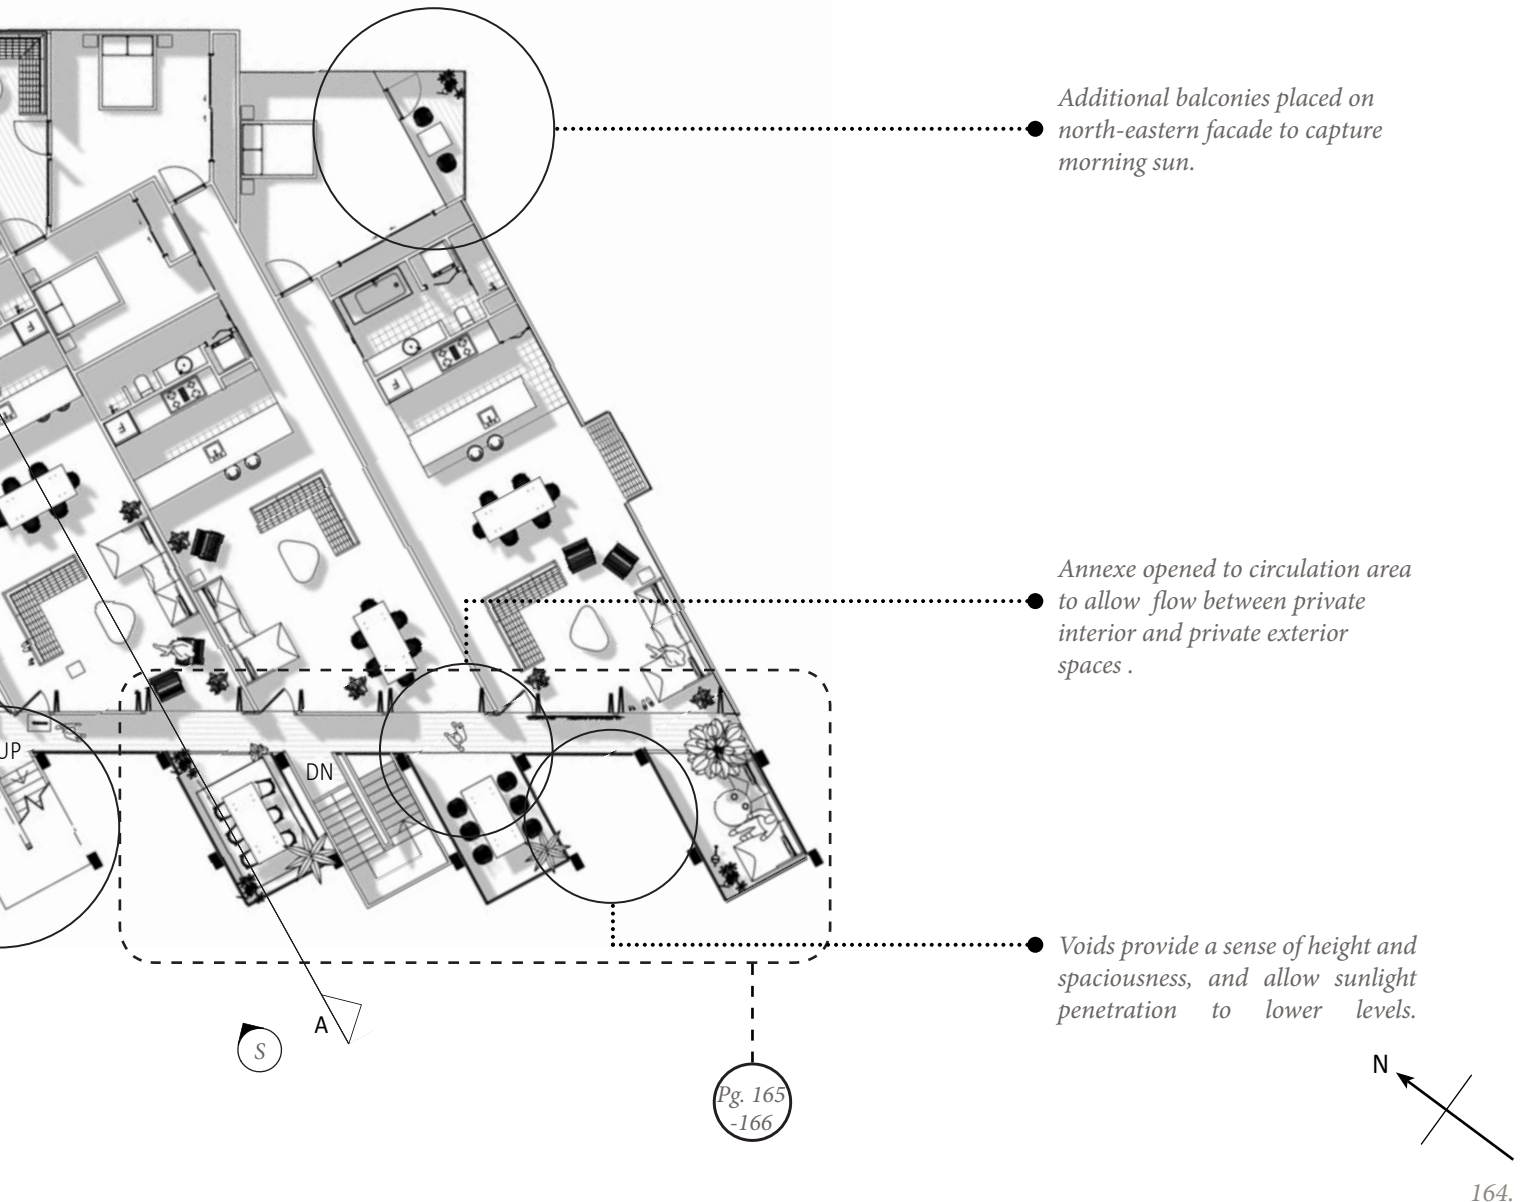 Additional balconies placed on
north-eastern facade to capture
morning sun.
F
F
F
Annexe opened to circulation area
to allow flow between private
interior and private exterior
spaces .
UP
DN
Voids provide a sense of height and
spaciousness, and allow sunlight
penetration to lower levels.
A
S
N
Pg. 165
-166
164.